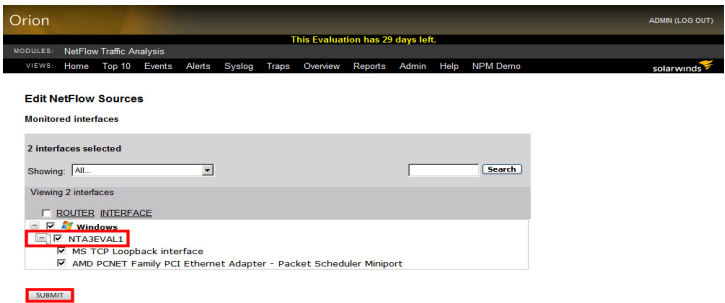 Orion
ADMIN (LOG OUT)
This Evaluation has 29 days left.
MODULES: NetFlow Traffic Analysis
VIEWS: Home Top 10 Events Alerts Syslog Traps Overview Reports Admin Help NPM Demo
solarwinds
Edit NetFlow Sources
Monitored interfaces
2 interfaces selected
Showing: All... Search
Viewing 2 interfaces
ROUTER INTERFACE
Windows
NTA3EVAL1
MS TCP Loopback interface
AMD PCNET Family PCI Ethernet Adapter - Packet Scheduler Miniport
SUBMIT